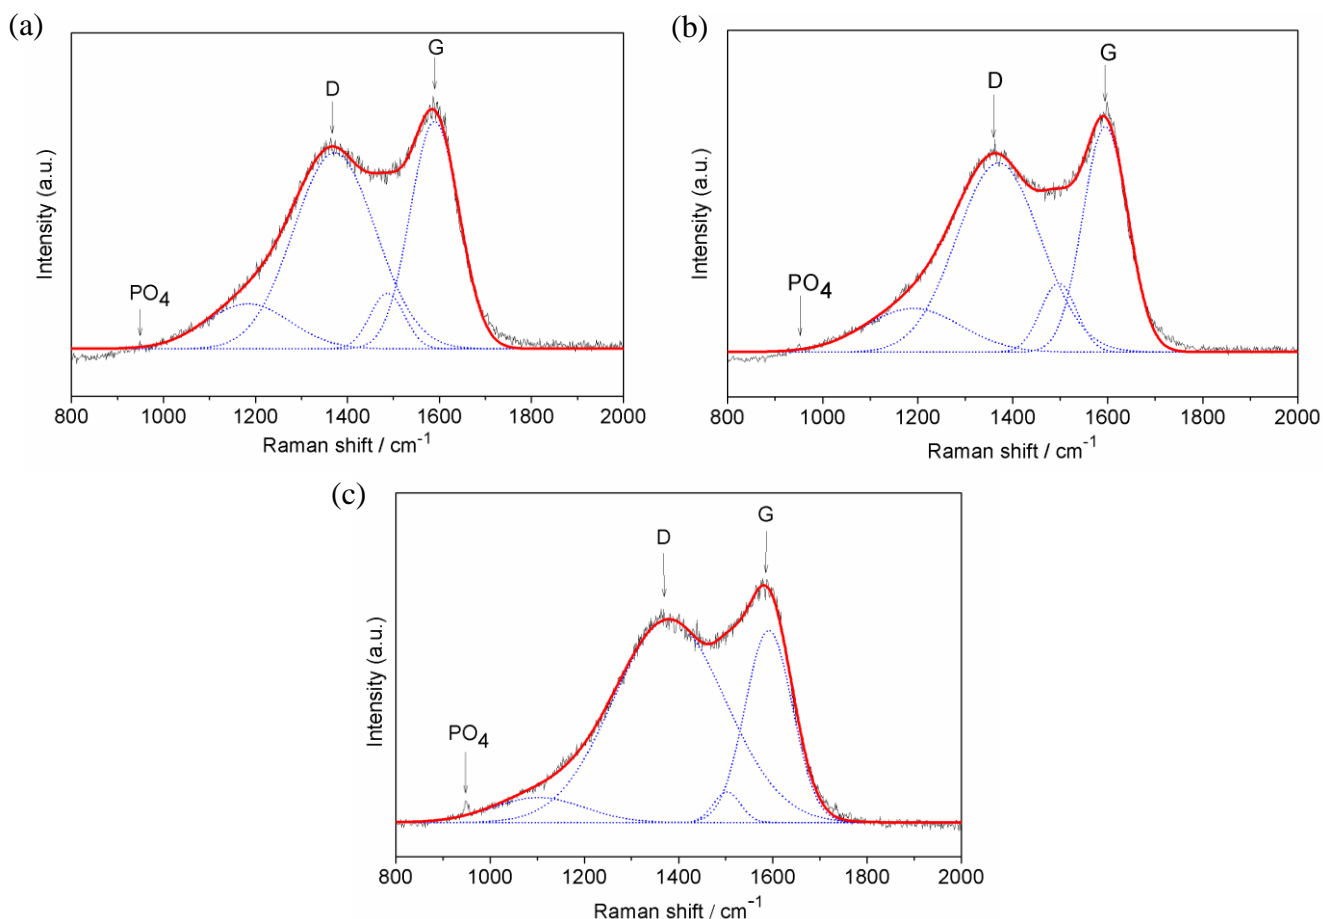 (a)
G
D
PO4
Intensity (a.u.)
800 1000 1200 1400 1600 1800 2000
Raman shift / cm-1
(b)
G
D
PO4
Intensity (a.u.)
800 1000 1200 1400 1600 1800 2000
Raman shift / cm-1
(c)
G
D
PO4
Intensity (a.u.)
800 1000 1200 1400 1600 1800 2000
Raman shift / cm-1